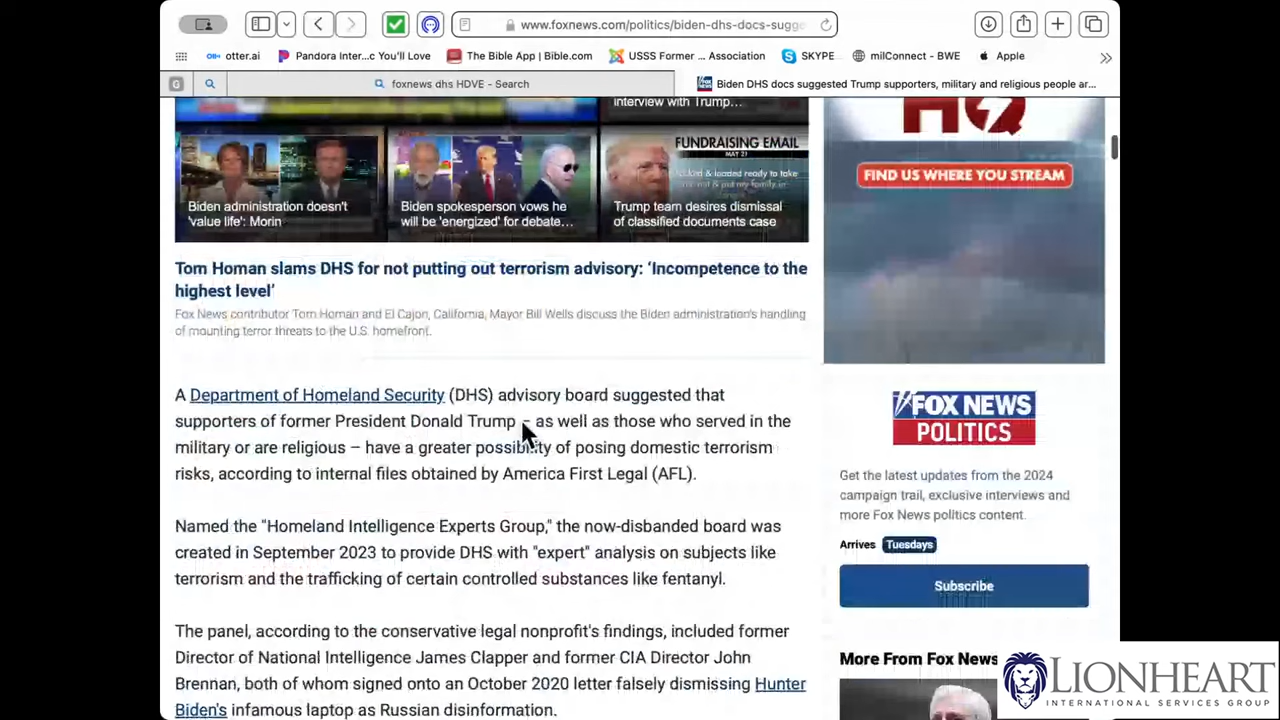 www.foxnews.com/politics/biden-dhs-docs-sugge
otter.ai
Pandora Inter...c You'll Love
The Bible App | Bible.com
USSS Former ... Association
SKYPE
milConnect - BWE
Apple
G
foxnews dhs HDVE - Search
Biden DHS docs suggested Trump supporters, military and religious people ar...
interview with Trump...
Biden administration doesn't
'value life': Morin
Biden spokesperson vows he
will be 'energized' for debate...
FUNDRAISING EMAIL
MAY 21
& loaded ready to take
put my family in
Trump team desires dismissal
of classified documents case
HQ
FIND US WHERE YOU STREAM
Tom Homan slams DHS for not putting out terrorism advisory: 'Incompetence to the
highest level'
Fox News contributor Tom Homan and El Cajon, California, Mayor Bill Wells discuss the Biden administration's handling
of mounting terror threats to the U.S. homefront.
A Department of Homeland Security (DHS) advisory board suggested that
supporters of former President Donald Trump – as well as those who served in the
military or are religious – have a greater possibility of posing domestic terrorism
risks, according to internal files obtained by America First Legal (AFL).
Named the "Homeland Intelligence Experts Group," the now-disbanded board was
created in September 2023 to provide DHS with "expert" analysis on subjects like
terrorism and the trafficking of certain controlled substances like fentanyl.
The panel, according to the conservative legal nonprofit's findings, included former
Director of National Intelligence James Clapper and former CIA Director John
Brennan, both of whom signed onto an October 2020 letter falsely dismissing Hunter
Biden's infamous laptop as Russian disinformation.
FOX NEWS
POLITICS
Get the latest updates from the 2024
campaign trail, exclusive interviews and
more Fox News politics content.
Arrives Tuesdays
Subscribe
More From Fox News
LIONHEART
INTERNATIONAL SERVICES GROUP